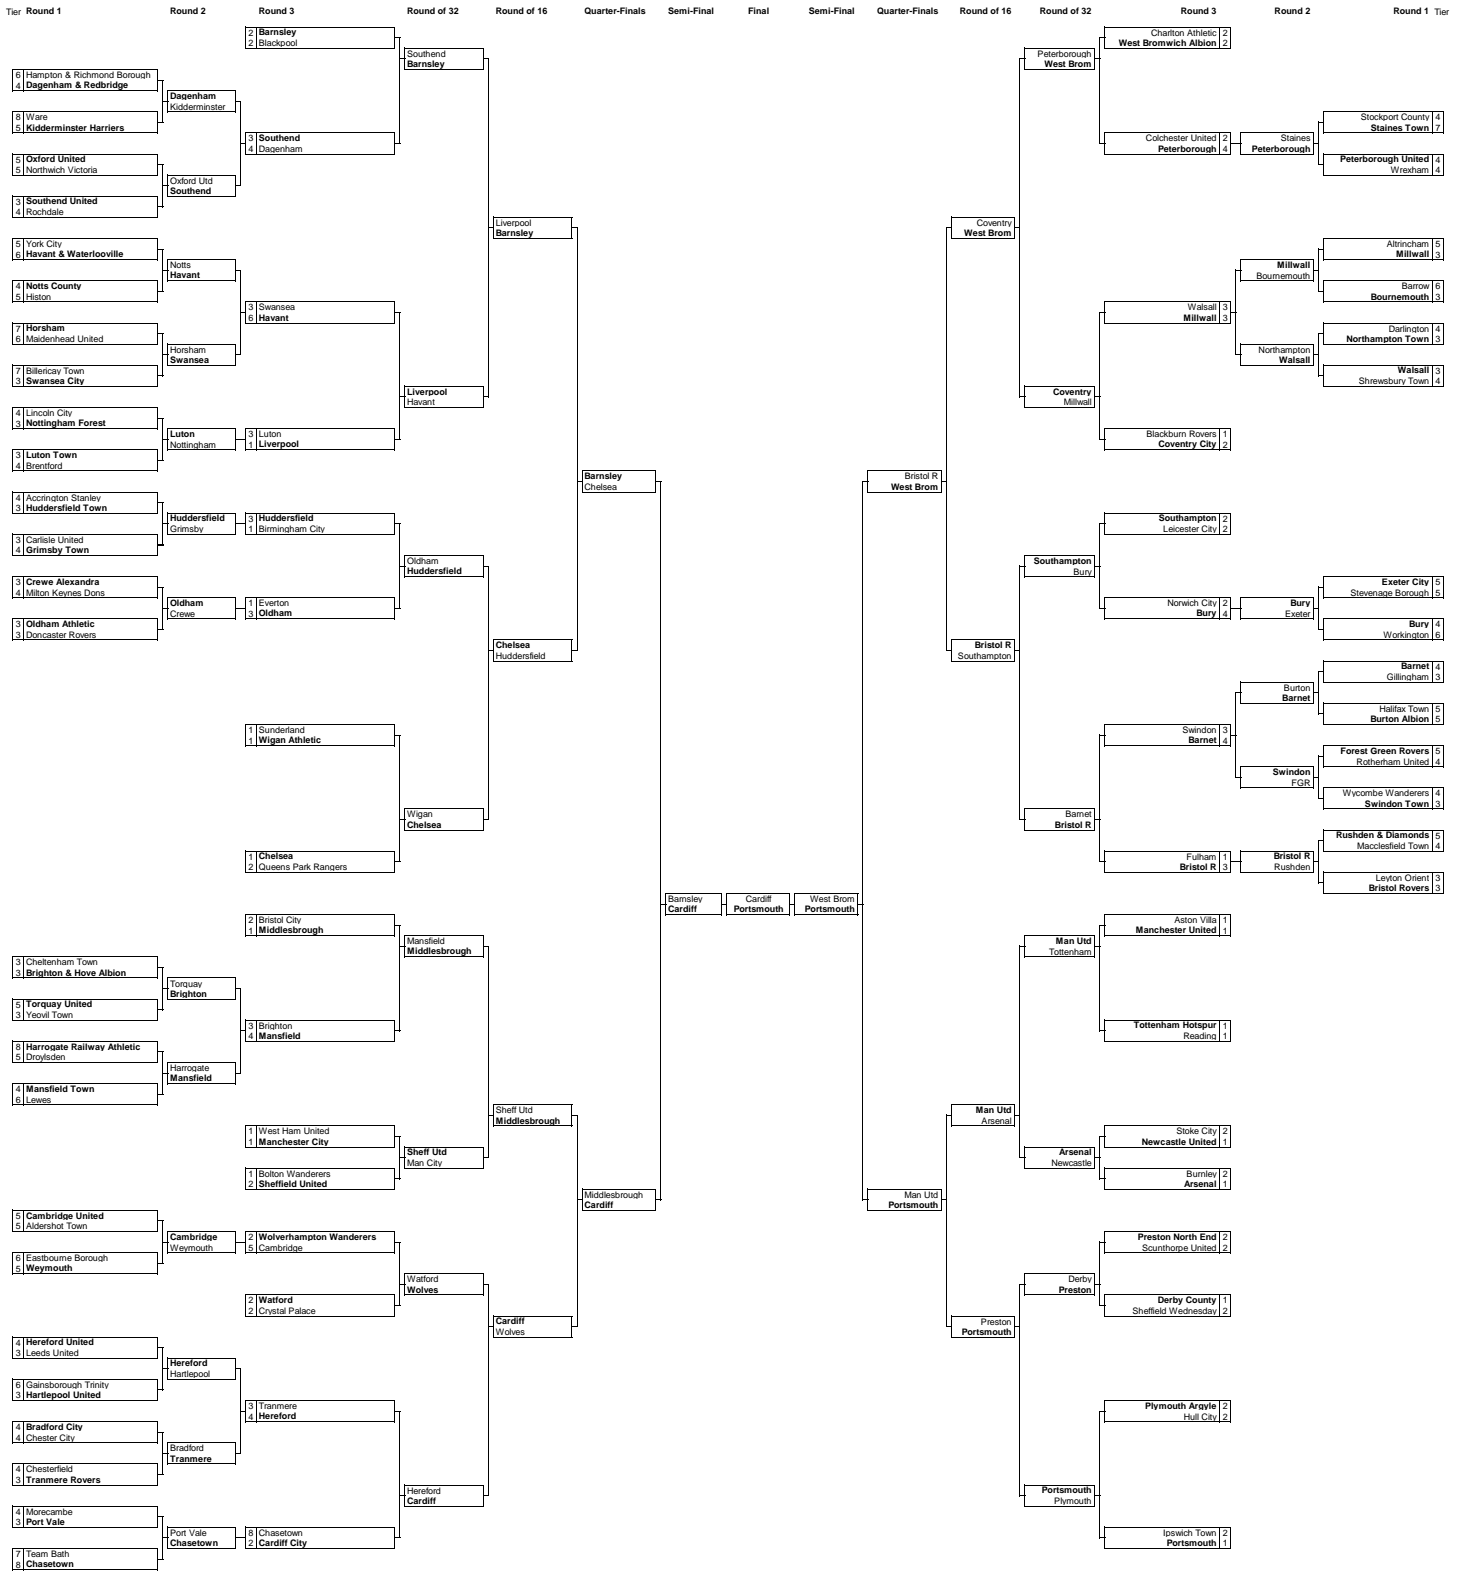 Tier Round 1 Round 2 Round 3 Round of 32 Round of 16 Quarter-Finals Semi-Final Final Semi-Final Quarter-Finals Round of 16 Round of 32 Round 3 Round 2 Round 1 Tier
2 Barnsley
2 Blackpool
Southend
Barnsley
6 Hampton & Richmond Borough
4 Dagenham & Redbridge
Dagenham
Kidderminster
8 Ware
5 Kidderminster Harriers
3 Southend
4 Dagenham
5 Oxford United
5 Northwich Victoria
Oxford Utd
Southend
3 Southend United
4 Rochdale
Liverpool
Barnsley
5 York City
6 Havant & Waterlooville
Notts
Havant
4 Notts County
5 Histon
3 Swansea
6 Havant
7 Horsham
6 Maidenhead United
Horsham
Swansea
7 Billericay Town
3 Swansea City
Liverpool
Havant
4 Lincoln City
3 Nottingham Forest
Luton
Nottingham
3 Luton
1 Liverpool
3 Luton Town
4 Brentford
Barnsley
Chelsea
4 Accrington Stanley
3 Huddersfield Town
Huddersfield
Grimsby
3 Huddersfield
1 Birmingham City
3 Carlisle United
4 Grimsby Town
Oldham
Huddersfield
3 Crewe Alexandra
4 Milton Keynes Dons
Oldham
Crewe
1 Everton
3 Oldham
3 Oldham Athletic
3 Doncaster Rovers
Chelsea
Huddersfield
1 Sunderland
1 Wigan Athletic
Wigan
Chelsea
1 Chelsea
2 Queens Park Rangers
Barnsley
Cardiff
Cardiff
Portsmouth
West Brom
Portsmouth
2 Bristol City
1 Middlesbrough
Mansfield
Middlesbrough
3 Cheltenham Town
3 Brighton & Hove Albion
Torquay
Brighton
5 Torquay United
3 Yeovil Town
3 Brighton
4 Mansfield
8 Harrogate Railway Athletic
5 Droylsden
Harrogate
Mansfield
4 Mansfield Town
6 Lewes
Sheff Utd
Middlesbrough
1 West Ham United
1 Manchester City
Sheff Utd
Man City
1 Bolton Wanderers
2 Sheffield United
Middlesbrough
Cardiff
5 Cambridge United
5 Aldershot Town
Cambridge
Weymouth
2 Wolverhampton Wanderers
5 Cambridge
6 Eastbourne Borough
5 Weymouth
Watford
Wolves
2 Watford
2 Crystal Palace
Cardiff
Wolves
4 Hereford United
3 Leeds United
Hereford
Hartlepool
6 Gainsborough Trinity
3 Hartlepool United
3 Tranmere
4 Hereford
4 Bradford City
4 Chester City
Bradford
Tranmere
4 Chesterfield
3 Tranmere Rovers
Hereford
Cardiff
4 Morecambe
3 Port Vale
Port Vale
Chasetown
8 Chasetown
2 Cardiff City
7 Team Bath
8 Chasetown
Charlton Athletic 2
West Bromwich Albion 2
Peterborough
West Brom
Stockport County 4
Staines Town 7
Colchester United 2
Peterborough 4
Staines
Peterborough
Peterborough United 4
Wrexham 4
Coventry
West Brom
Altrincham 5
Millwall 3
Millwall
Bournemouth
Barrow 6
Bournemouth 3
Walsall 3
Millwall 3
Darlington 4
Northampton Town 3
Northampton
Walsall
Walsall 3
Shrewsbury Town 4
Coventry
Millwall
Blackburn Rovers 1
Coventry City 2
Bristol R
West Brom
Southampton 2
Leicester City 2
Southampton
Bury
Exeter City 5
Stevenage Borough 5
Norwich City 2
Bury 4
Bury
Exeter
Bury 4
Workington 6
Bristol R
Southampton
Barnet 4
Gillingham 3
Burton
Barnet
Halifax Town 5
Burton Albion 5
Swindon 3
Barnet 4
Forest Green Rovers 5
Rotherham United 4
Swindon
FGR
Wycombe Wanderers 4
Swindon Town 3
Barnet
Bristol R
Rushden & Diamonds 5
Macclesfield Town 4
Fulham 1
Bristol R 3
Bristol R
Rushden
Leyton Orient 3
Bristol Rovers 3
Aston Villa 1
Manchester United 1
Man Utd
Tottenham
Tottenham Hotspur 1
Reading 1
Man Utd
Arsenal
Stoke City 2
Newcastle United 1
Arsenal
Newcastle
Burnley 2
Arsenal 1
Man Utd
Portsmouth
Preston North End 2
Scunthorpe United 2
Derby
Preston
Derby County 1
Sheffield Wednesday 2
Preston
Portsmouth
Plymouth Argyle 2
Hull City 2
Portsmouth
Plymouth
Ipswich Town 2
Portsmouth 1